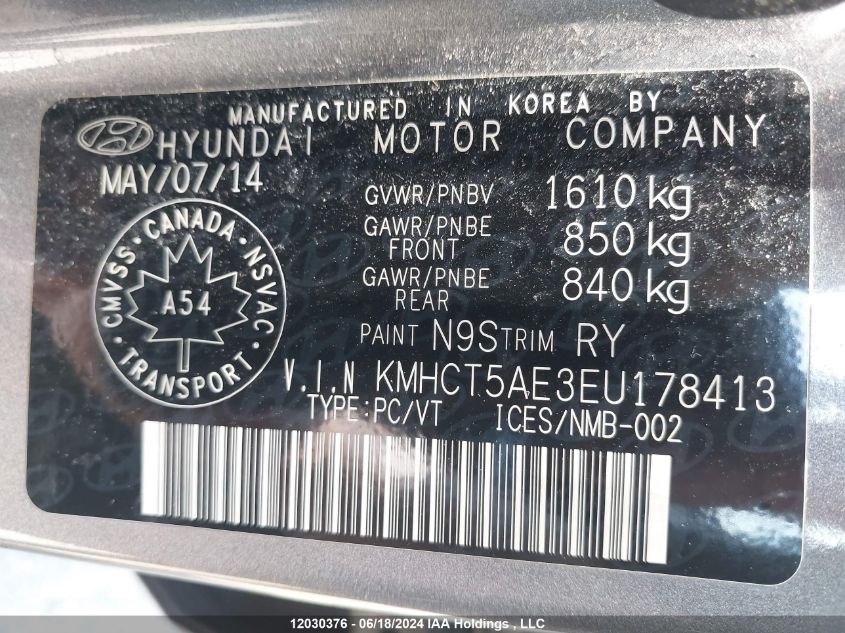 MANUFACTURED IN KOREA BY
HYUNDAI MOTOR COMPANY
MAY/07/14
GVWR/PNBV 1610 kg
GAWR/PNBE FRONT 850 kg
GAWR/PNBE REAR 840 kg
CMVSS · CANADA · NSVAC · TRANSPORT ·
A54
PAINT N9S TRIM RY
V.I.N KMHCT5AE3EU178413
TYPE:PC/VT ICES/NMB-002
12030376 - 06/18/2024 IAA Holdings , LLC